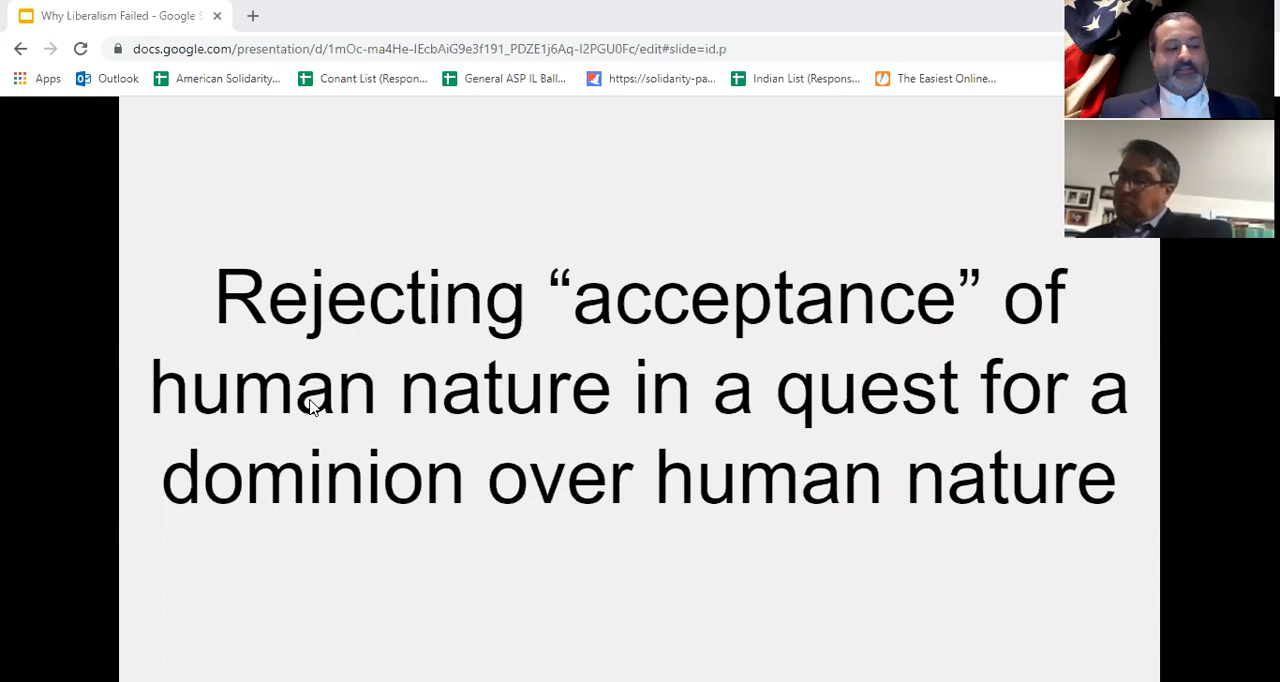 Why Liberalism Failed - Google S
docs.google.com/presentation/d/1mOc-ma4He-IEcbAiG9e3f191_PDZE1j6Aq-I2PGU0Fc/edit#slide=id.p
Apps Outlook American Solidarity... Conant List (Respon... General ASP IL Ball... https://solidarity-pa... Indian List (Respons... The Easiest Online...
Rejecting “acceptance” of
human nature in a quest for a
dominion over human nature